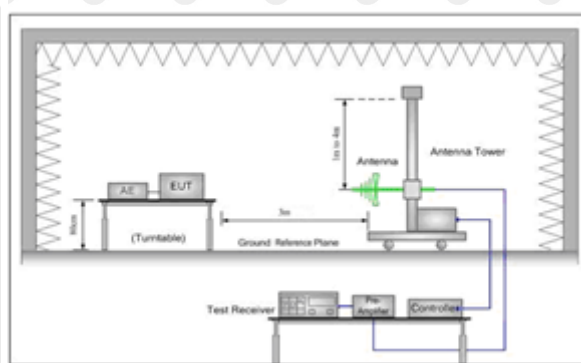 1m to 4m
Antenna
Antenna Tower
AE
EUT
80cm
(Turntable)
3m
Ground Reference Plane
Test Receiver
Pre-
Amplifier
Controller